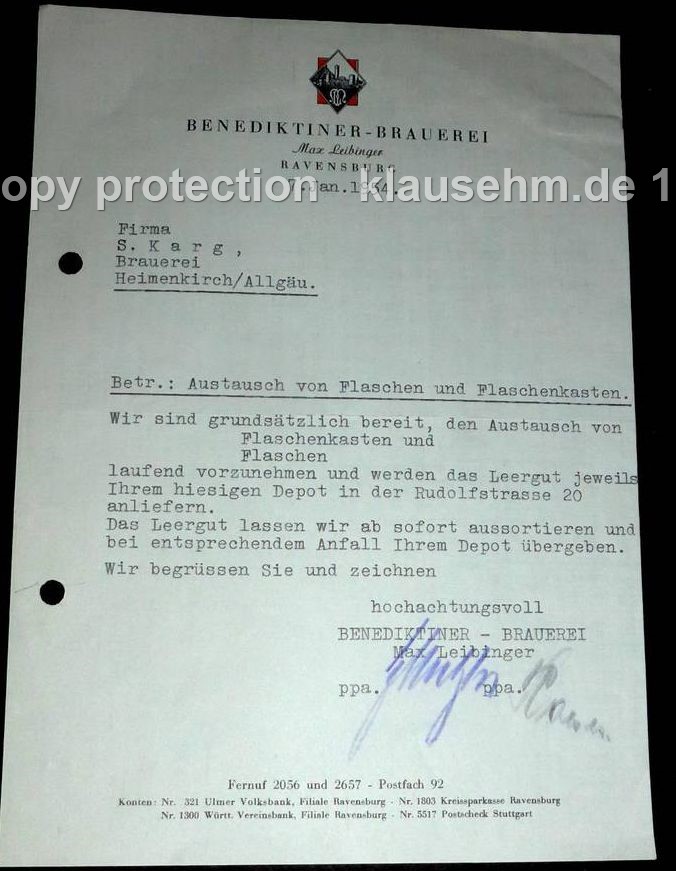 BENEDIKTINER-BRAUEREI
Max Leibinger
RAVENSBURG
opy protection - klausehm.de 1
7.Jan.1954.
Firma
S. K a r g ,
Brauerei
Heimenkirch/Allgäu.
Betr.: Austausch von Flaschen und Flaschenkasten.
Wir sind grundsätzlich bereit, den Austausch von
Flaschenkasten und
Flaschen
laufend vorzunehmen und werden das Leergut jeweils
Ihrem hiesigen Depot in der Rudolfstrasse 20
anliefern.
Das Leergut lassen wir ab sofort aussortieren und
bei entsprechendem Anfall Ihrem Depot übergeben.
Wir begrüssen Sie und zeichnen
hochachtungsvoll
BENEDIKTINER - BRAUEREI
Max Leibinger
ppa. ppa.
Fernuf 2056 und 2657 - Postfach 92
Konten: Nr. 321 Ulmer Volksbank, Filiale Ravensburg - Nr. 1803 Kreissparkasse Ravensburg
Nr. 1300 Württ. Vereinsbank, Filiale Ravensburg - Nr. 5517 Postscheck Stuttgart